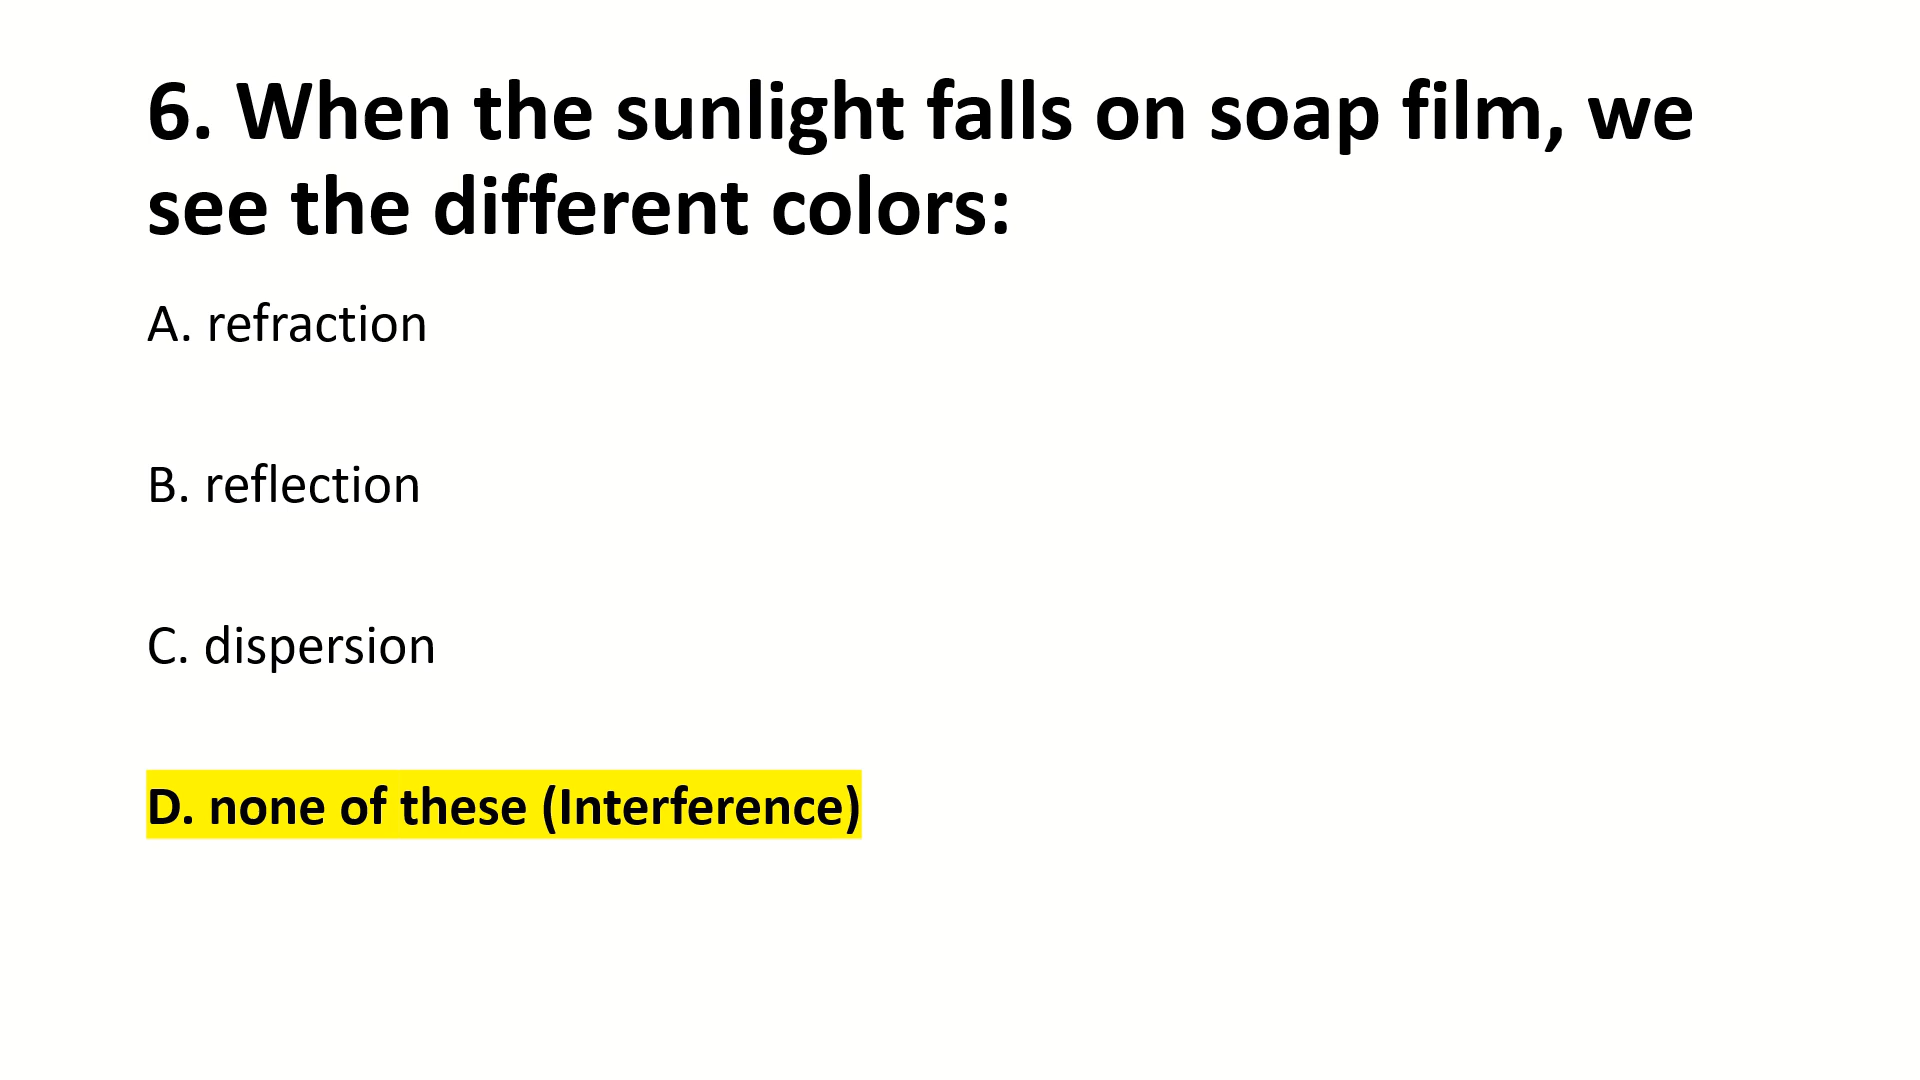 6. When the sunlight falls on soap film, we
see the different colors:
A. refraction
B. reflection
C. dispersion
D. none of these (Interference)